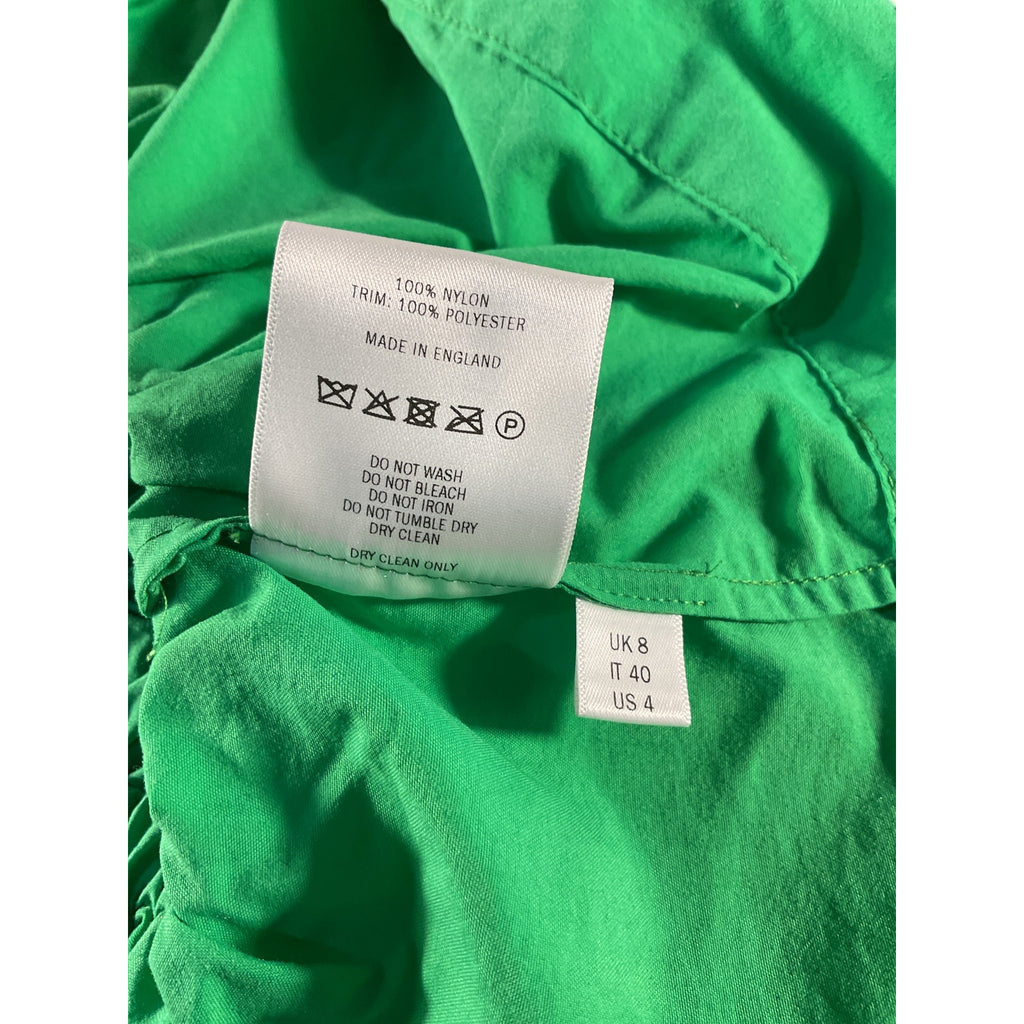 100% NYLON
TRIM: 100% POLYESTER
MADE IN ENGLAND
P
DO NOT WASH
DO NOT BLEACH
DO NOT IRON
DO NOT TUMBLE DRY
DRY CLEAN
DRY CLEAN ONLY
UK 8
IT 40
US 4